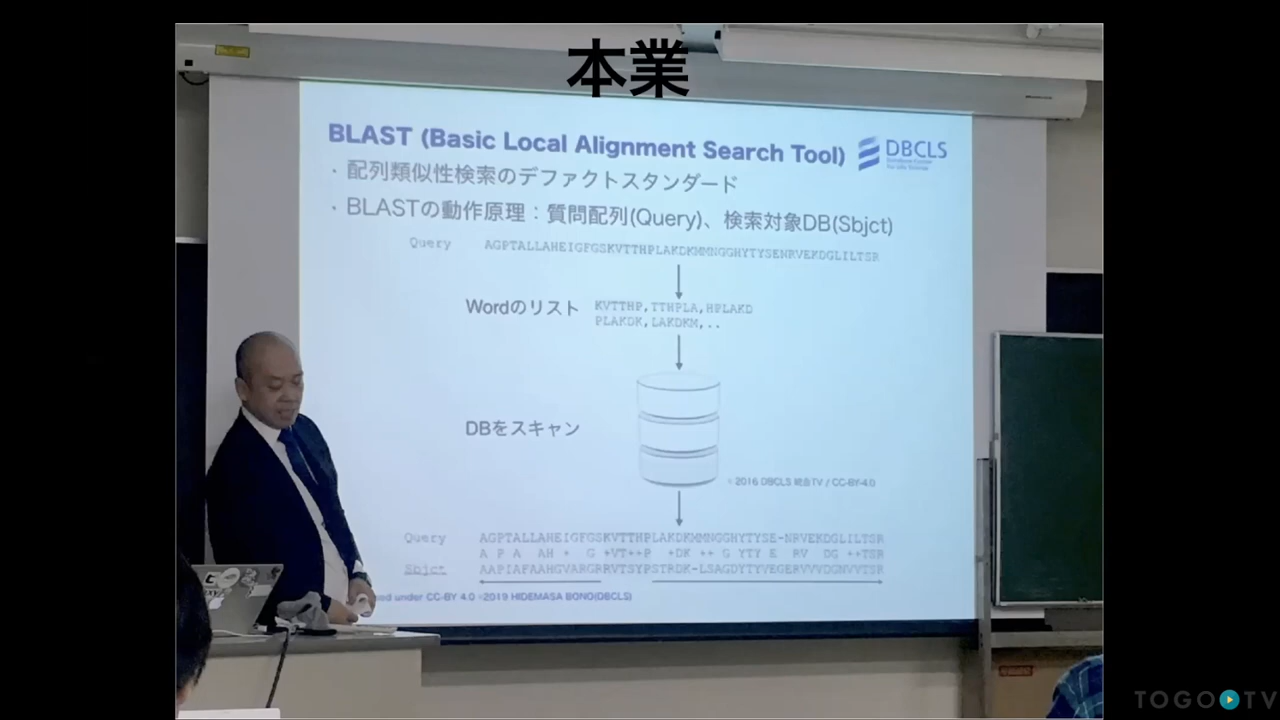 本業
BLAST (Basic Local Alignment Search Tool)
DBCLS
・配列類似性検索のデファクトスタンダード
・BLASTの動作原理：質問配列(Query)、検索対象DB(Sbjct)
Query AGPTALLAHEIGFGSKVTTHPLAKDKMMNGGHYTYSENRVEKDGLILTSR
Wordのリスト KVTTHP,TTHPLA,HPLAKD
PLAKDK,LAKDKM,..
DBをスキャン
2016 DBCLS 統合TV / CC-BY-4.0
Query AGPTALLAHEIGFGSKVTTHPLAKDKMMNGGHYTYSE-NRVEKDGLILTSR
A P A AH + G +VT++P +DK ++ G YTY E RV DG ++TSR
Sbjct AAPIAFAAHGVARGRRVTSYPSTRDK-LSAGDYTYVEGERVVVDGNVVTSR
under CC-BY 4.0 ©2019 HIDEMASA BONO(DBCLS)
TOGO TV